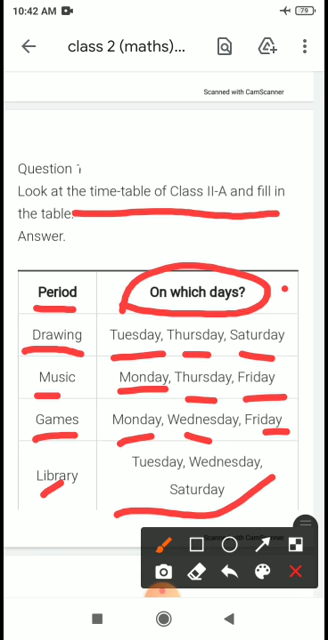 10:42 AM
79
class 2 (maths)...
Scanned with CamScanner
Question 1
Look at the time-table of Class II-A and fill in
the table.
Answer.
Period On which days?
Drawing Tuesday, Thursday, Saturday
Music Monday, Thursday, Friday
Games Monday, Wednesday, Friday
Library Tuesday, Wednesday,
Saturday